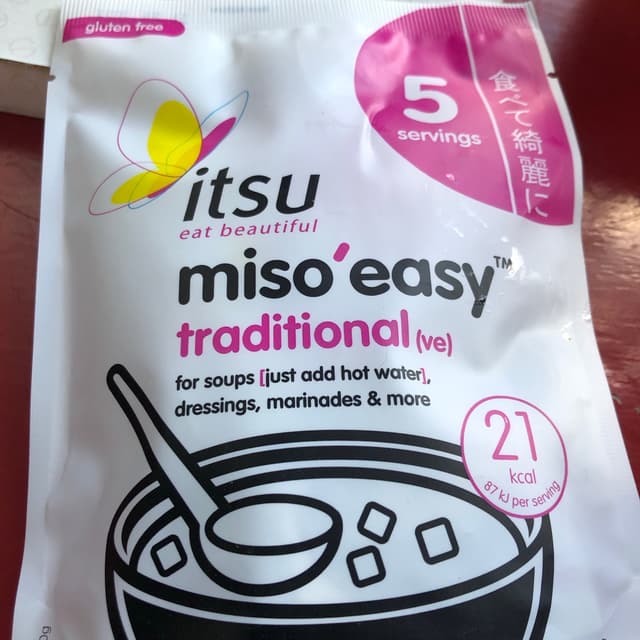 gluten free
5
servings
食べて綺麗に
itsu
eat beautiful
miso'easy™
traditional (ve)
for soups [just add hot water],
dressings, marinades & more
21
kcal
87 kJ per serving